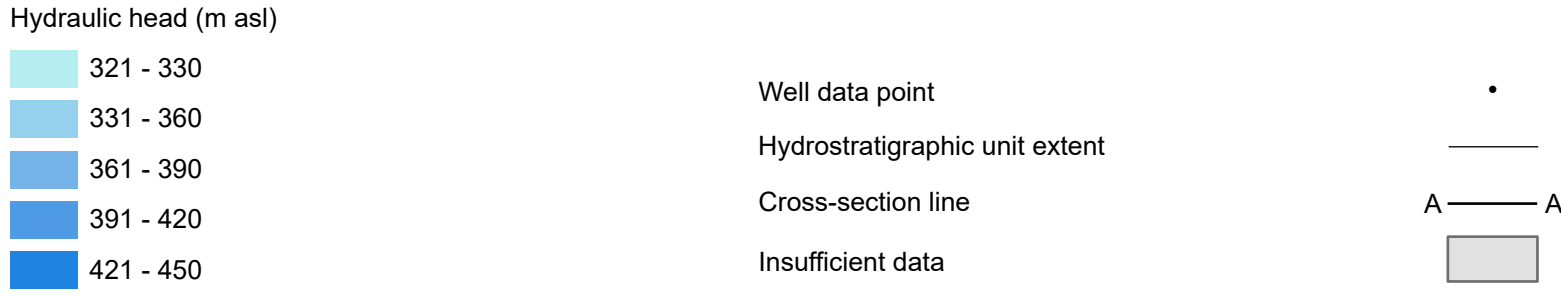 Hydraulic head (m asl)
321 - 330
331 - 360
361 - 390
391 - 420
421 - 450
Well data point
Hydrostratigraphic unit extent
Cross-section line
A A
Insufficient data